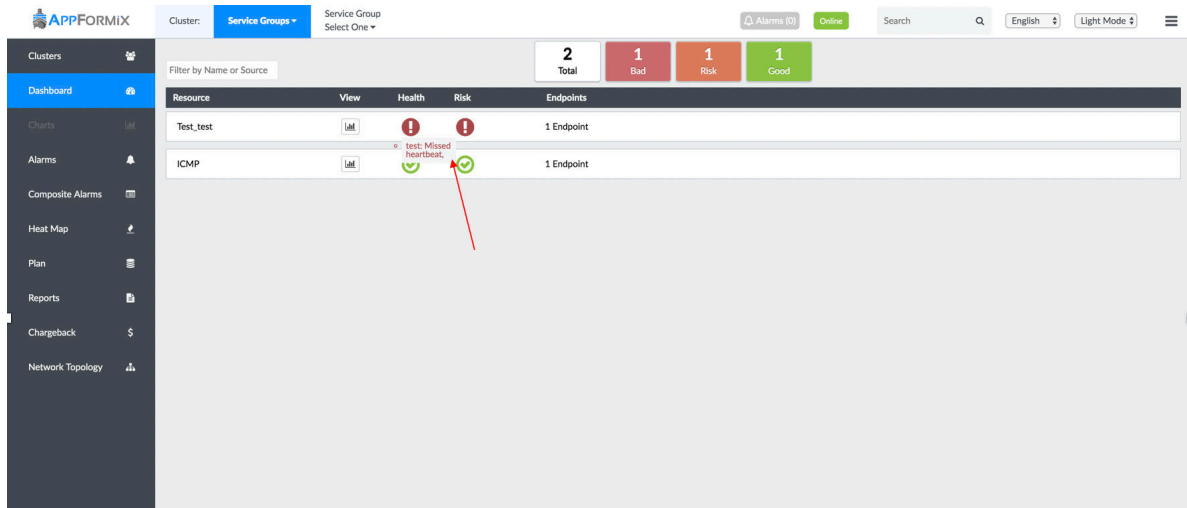 APPFORMIX
Cluster:
Service Groups
Service Group
Select One
Alarms (0)
Online
Search
English
Light Mode
Clusters
Dashboard
Charts
Alarms
Composite Alarms
Heat Map
Plan
Reports
Chargeback
$
Network Topology
Filter by Name or Source
2
Total
1
Bad
1
Risk
1
Good
Resource View Health Risk Endpoints
Test_test 1 Endpoint
test: Missed
heartbeat,
ICMP 1 Endpoint